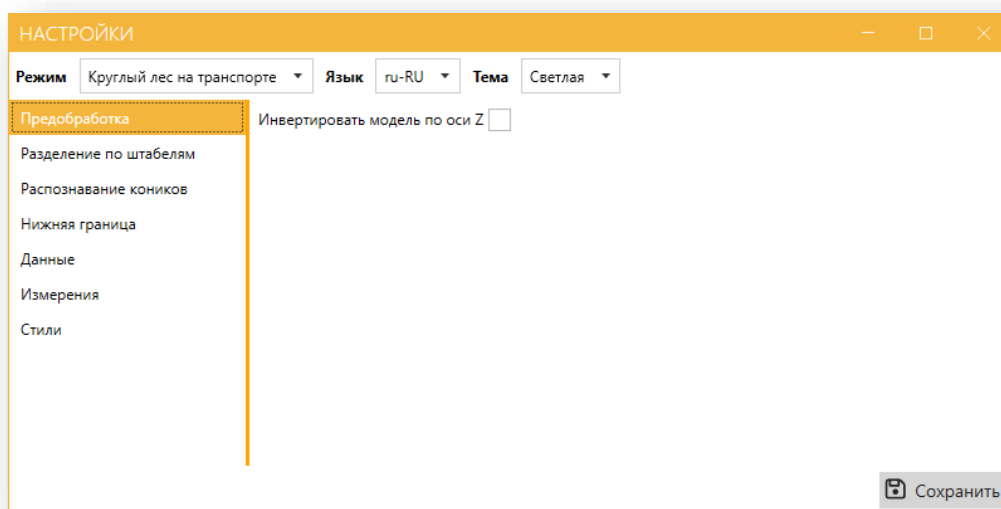 НАСТРОЙКИ
Режим Круглый лес на транспорте Язык ru-RU Тема Светлая
Предобработка
Инвертировать модель по оси Z
Разделение по штабелям
Распознавание коников
Нижняя граница
Данные
Измерения
Стили
Сохранить